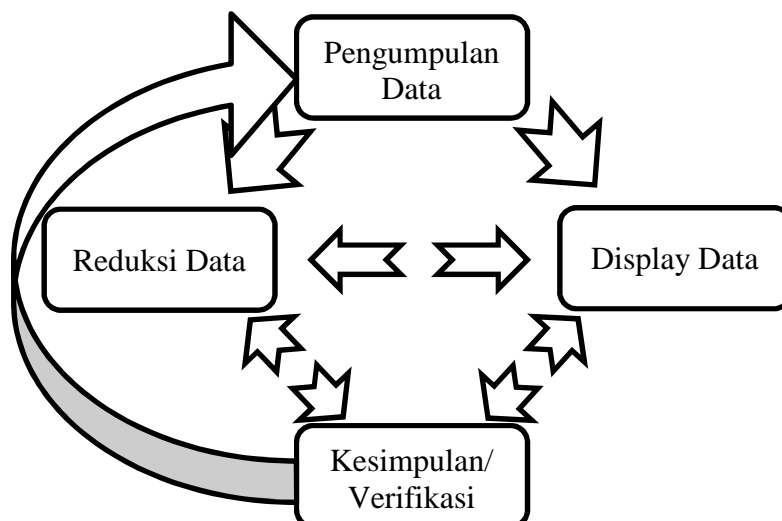 Pengumpulan
Data
Reduksi Data
Display Data
Kesimpulan/
Verifikasi